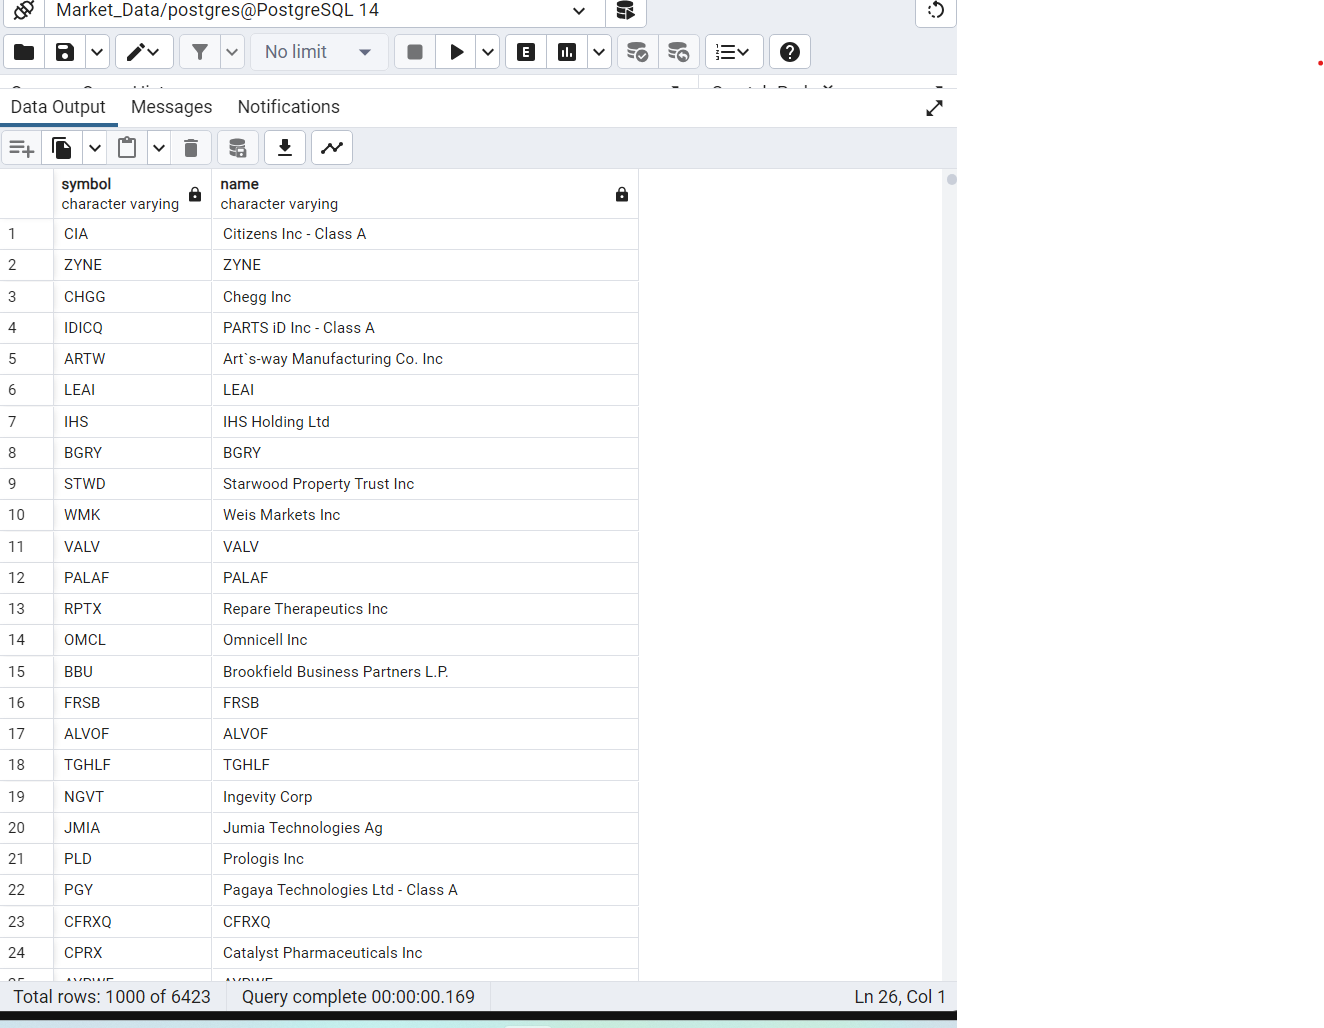 Market_Data/postgres@PostgreSQL 14
No limit
E
Data Output Messages Notifications
symbol name
character varying character varying
1 CIA Citizens Inc - Class A
2 ZYNE ZYNE
3 CHGG Chegg Inc
4 IDICQ PARTS iD Inc - Class A
5 ARTW Art`s-way Manufacturing Co. Inc
6 LEAI LEAI
7 IHS IHS Holding Ltd
8 BGRY BGRY
9 STWD Starwood Property Trust Inc
10 WMK Weis Markets Inc
11 VALV VALV
12 PALAF PALAF
13 RPTX Repare Therapeutics Inc
14 OMCL Omnicell Inc
15 BBU Brookfield Business Partners L.P.
16 FRSB FRSB
17 ALVOF ALVOF
18 TGHLF TGHLF
19 NGVT Ingevity Corp
20 JMIA Jumia Technologies Ag
21 PLD Prologis Inc
22 PGY Pagaya Technologies Ltd - Class A
23 CFRXQ CFRXQ
24 CPRX Catalyst Pharmaceuticals Inc
Total rows: 1000 of 6423 Query complete 00:00:00.169 Ln 26, Col 1